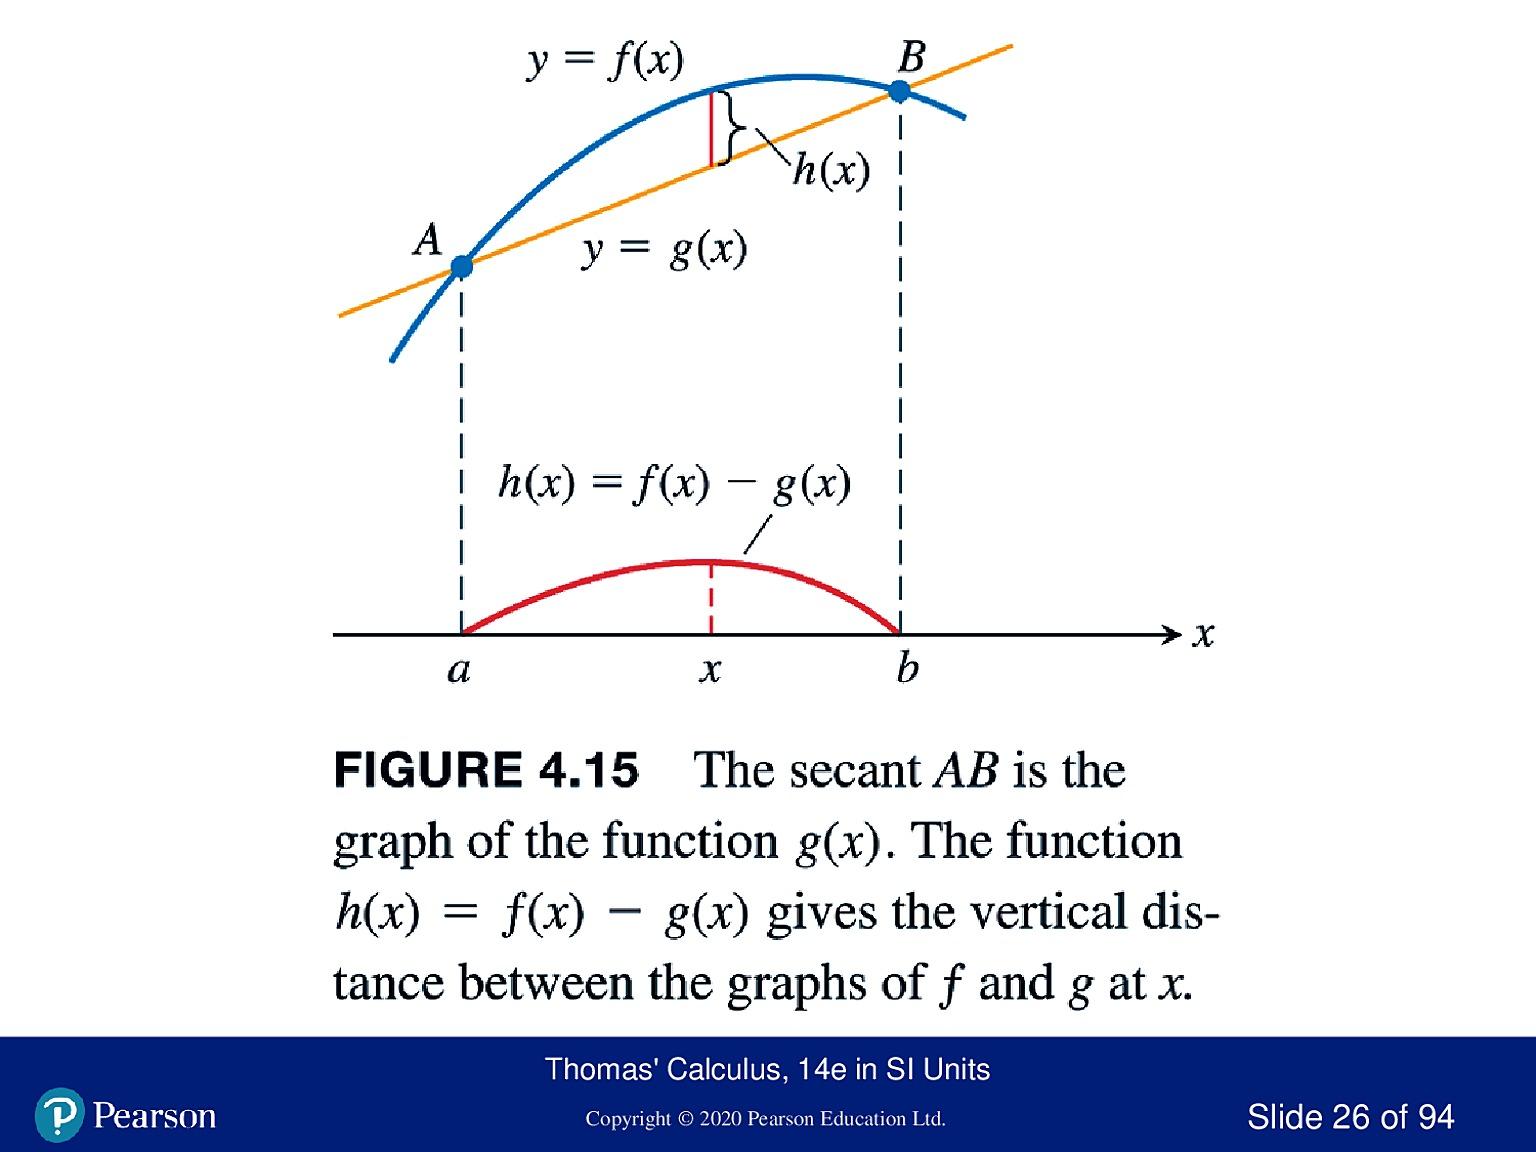 y = f(x)
B
h(x)
A
y = g(x)
h(x) = f(x) − g(x)
x
a
x
b
FIGURE 4.15 The secant AB is the
graph of the function g(x). The function
h(x) = f(x) − g(x) gives the vertical dis-
tance between the graphs of f and g at x.
Thomas' Calculus, 14e in SI Units
P Pearson
Copyright © 2020 Pearson Education Ltd.
Slide 26 of 94